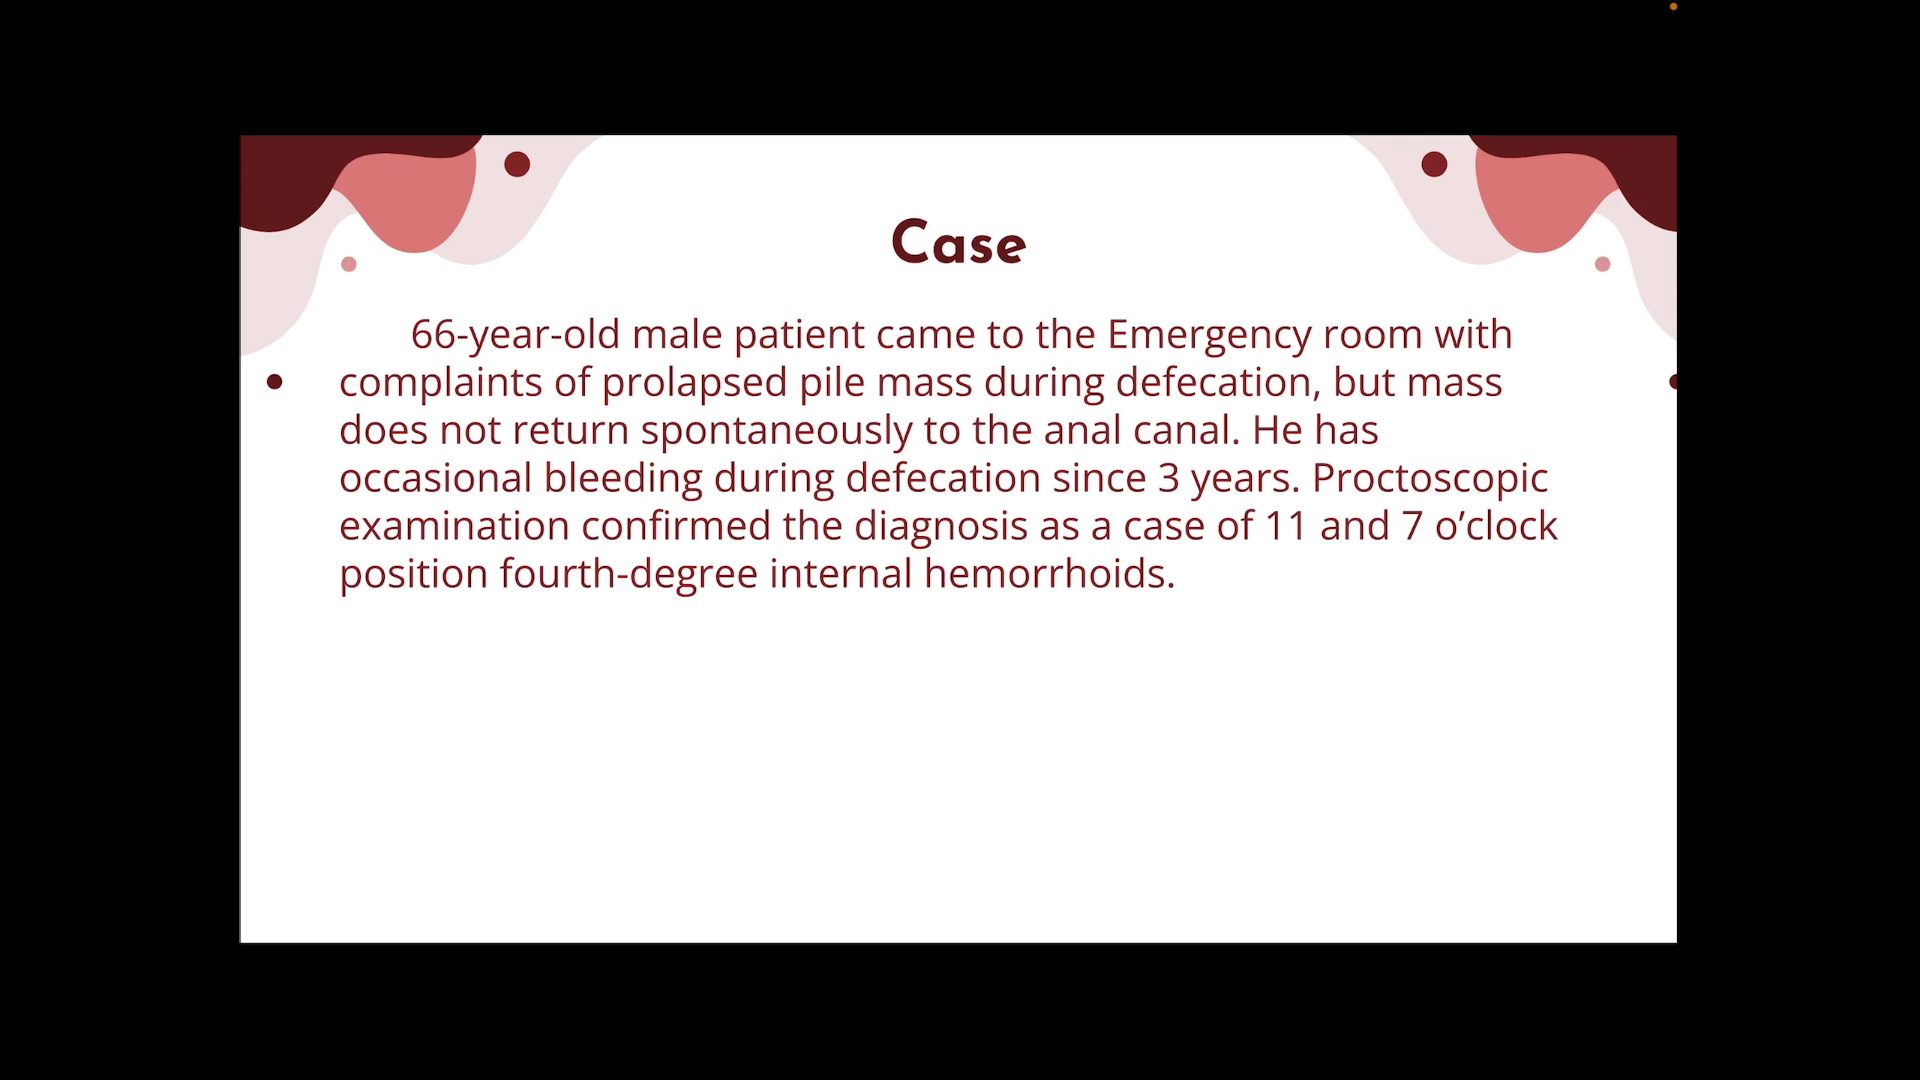 Case
66-year-old male patient came to the Emergency room with
complaints of prolapsed pile mass during defecation, but mass
does not return spontaneously to the anal canal. He has
occasional bleeding during defecation since 3 years. Proctoscopic
examination confirmed the diagnosis as a case of 11 and 7 o’clock
position fourth-degree internal hemorrhoids.